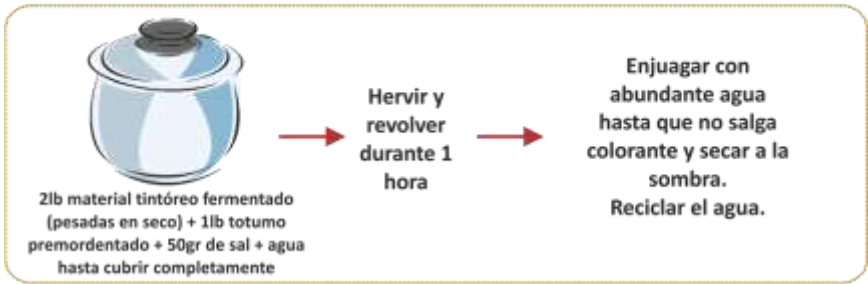 2lb material tintóreo fermentado
(pesadas en seco) + 1lb totumo
premordentado + 50gr de sal + agua
hasta cubrir completamente
Hervir y
revolver
durante 1
hora
Enjuagar con
abundante agua
hasta que no salga
colorante y secar a la
sombra.
Reciclar el agua.